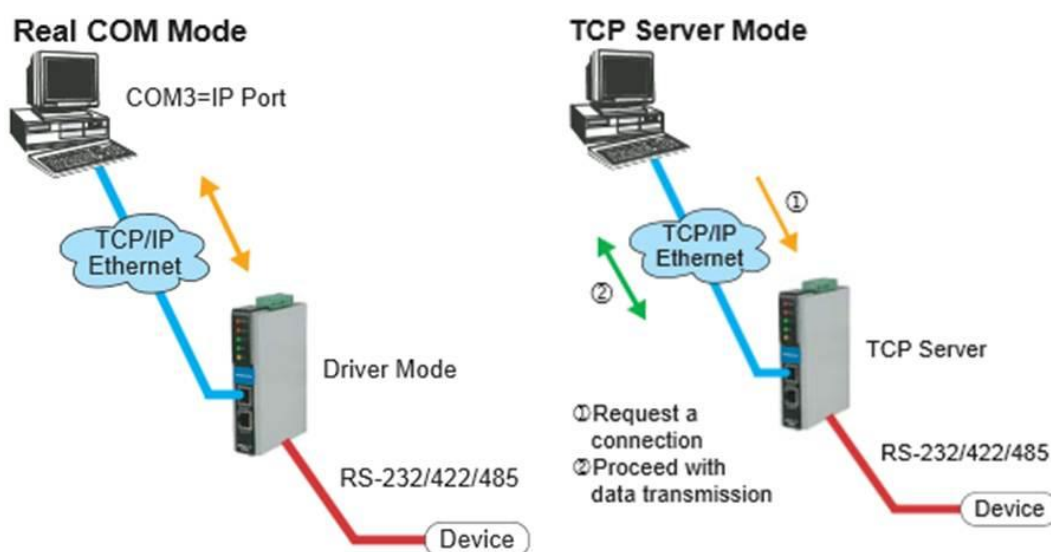 Real COM Mode
COM3=IP Port
TCP/IP
Ethernet
Driver Mode
RS-232/422/485
Device
TCP Server Mode
①
TCP/IP
Ethernet
②
TCP Server
①Request a
connection
②Proceed with
data transmission
RS-232/422/485
Device